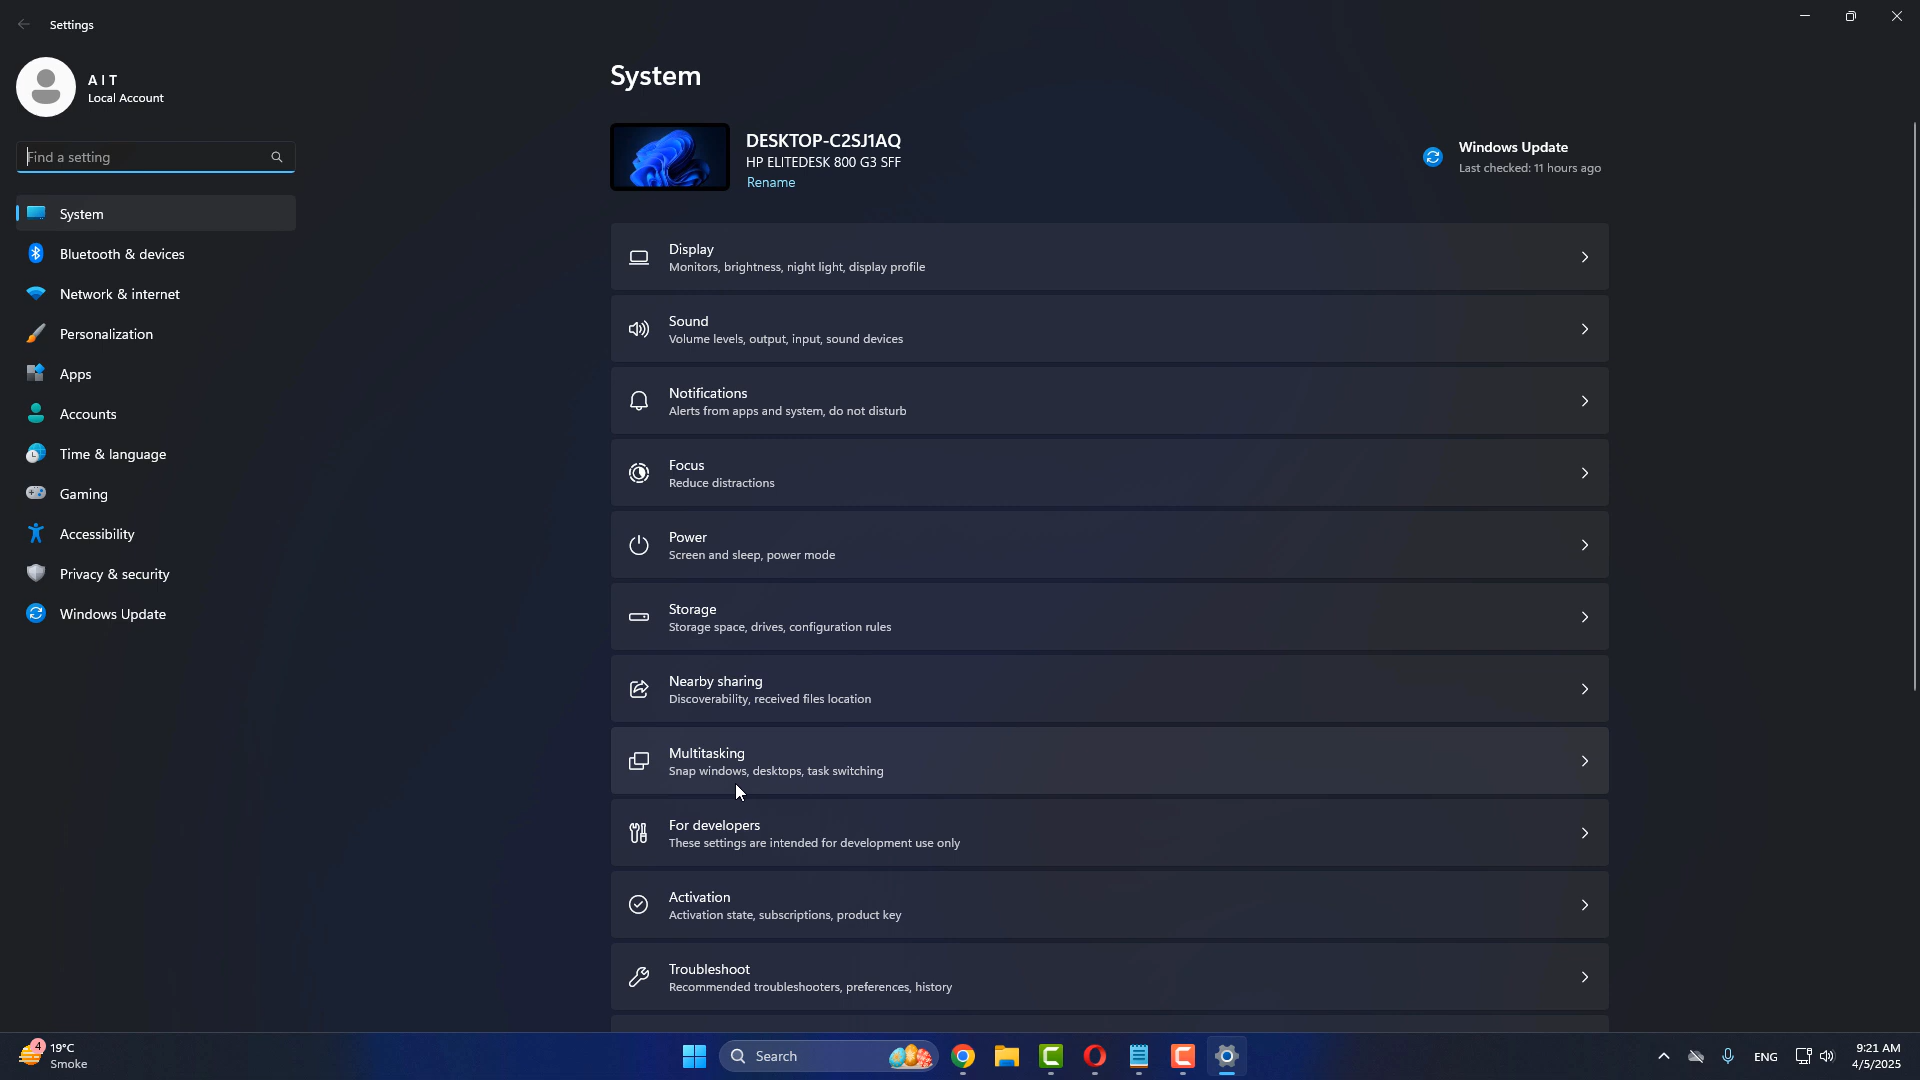 Settings
A I T
Local Account
Find a setting
System
Bluetooth & devices
Network & internet
Personalization
Apps
Accounts
Time & language
Gaming
Accessibility
Privacy & security
Windows Update
System
DESKTOP-C2SJ1AQ
HP ELITEDESK 800 G3 SFF
Rename
Windows Update
Last checked: 11 hours ago
Display
Monitors, brightness, night light, display profile
Sound
Volume levels, output, input, sound devices
Notifications
Alerts from apps and system, do not disturb
Focus
Reduce distractions
Power
Screen and sleep, power mode
Storage
Storage space, drives, configuration rules
Nearby sharing
Discoverability, received files location
Multitasking
Snap windows, desktops, task switching
For developers
These settings are intended for development use only
Activation
Activation state, subscriptions, product key
Troubleshoot
Recommended troubleshooters, preferences, history
4
19°C
Smoke
Search
ENG
9:21 AM
4/5/2025